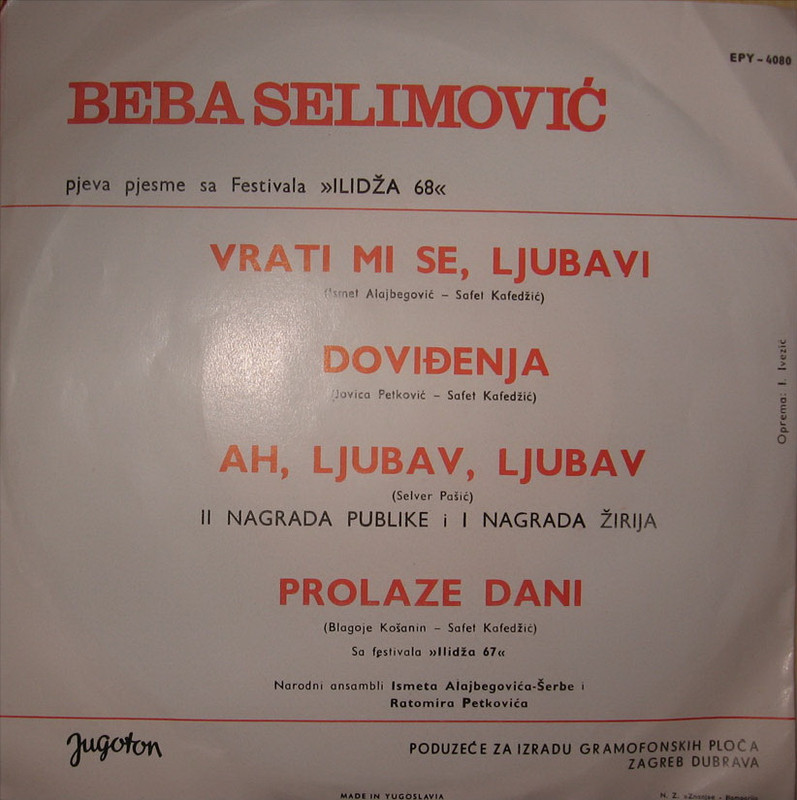 EPY – 4080
BEBA SELIMOVIĆ
pjeva pjesme sa Festivala »ILIDŽA 68«
VRATI MI SE, LJUBAVI
(Ismet Alajbegović – Safet Kafedžić)
DOVIĐENJA
(Jovica Petković – Safet Kafedžić)
AH, LJUBAV, LJUBAV
(Selver Pašić)
II NAGRADA PUBLIKE i I NAGRADA ŽIRIJA
PROLAZE DANI
(Blagoje Košanin – Safet Kafedžić)
Sa festivala »Ilidža 67«
Narodni ansambli Ismeta Alajbegovića-Šerbe i
Ratomira Petkovića
Oprema: I. Ivezić
Jugoton
PODUZEĆE ZA IZRADU GRAMOFONSKIH PLOČA
ZAGREB DUBRAVA
MADE IN YUGOSLAVIA
N. Z. »Znanje«